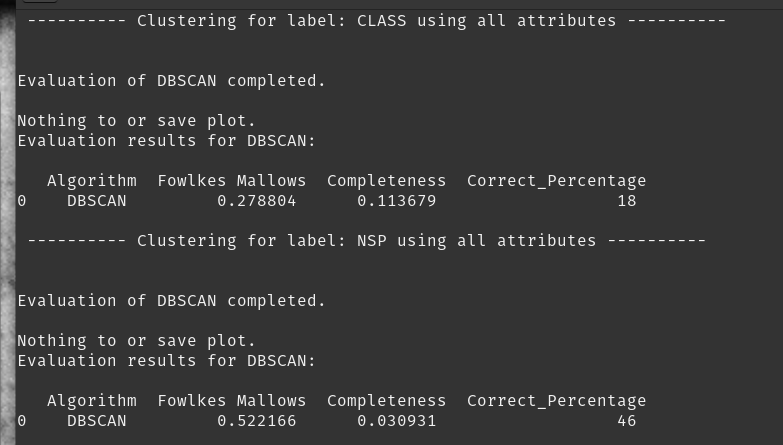 ---------- Clustering for label: CLASS using all attributes ----------
Evaluation of DBSCAN completed.
Nothing to or save plot.
Evaluation results for DBSCAN:
Algorithm Fowlkes Mallows Completeness Correct_Percentage
0 DBSCAN 0.278804 0.113679 18
---------- Clustering for label: NSP using all attributes ----------
Evaluation of DBSCAN completed.
Nothing to or save plot.
Evaluation results for DBSCAN:
Algorithm Fowlkes Mallows Completeness Correct_Percentage
0 DBSCAN 0.522166 0.030931 46